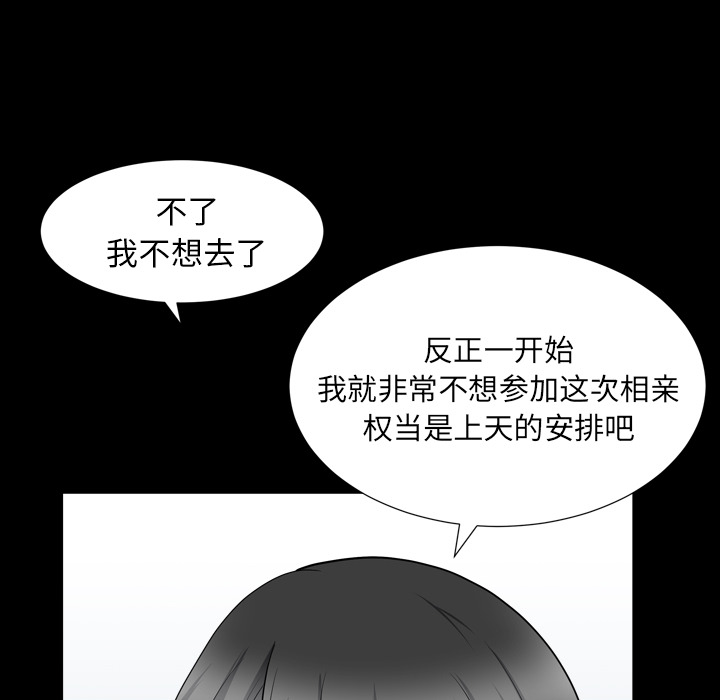 不了
我不想去了
反正一开始
我就非常不想参加这次相亲
权当是上天的安排吧